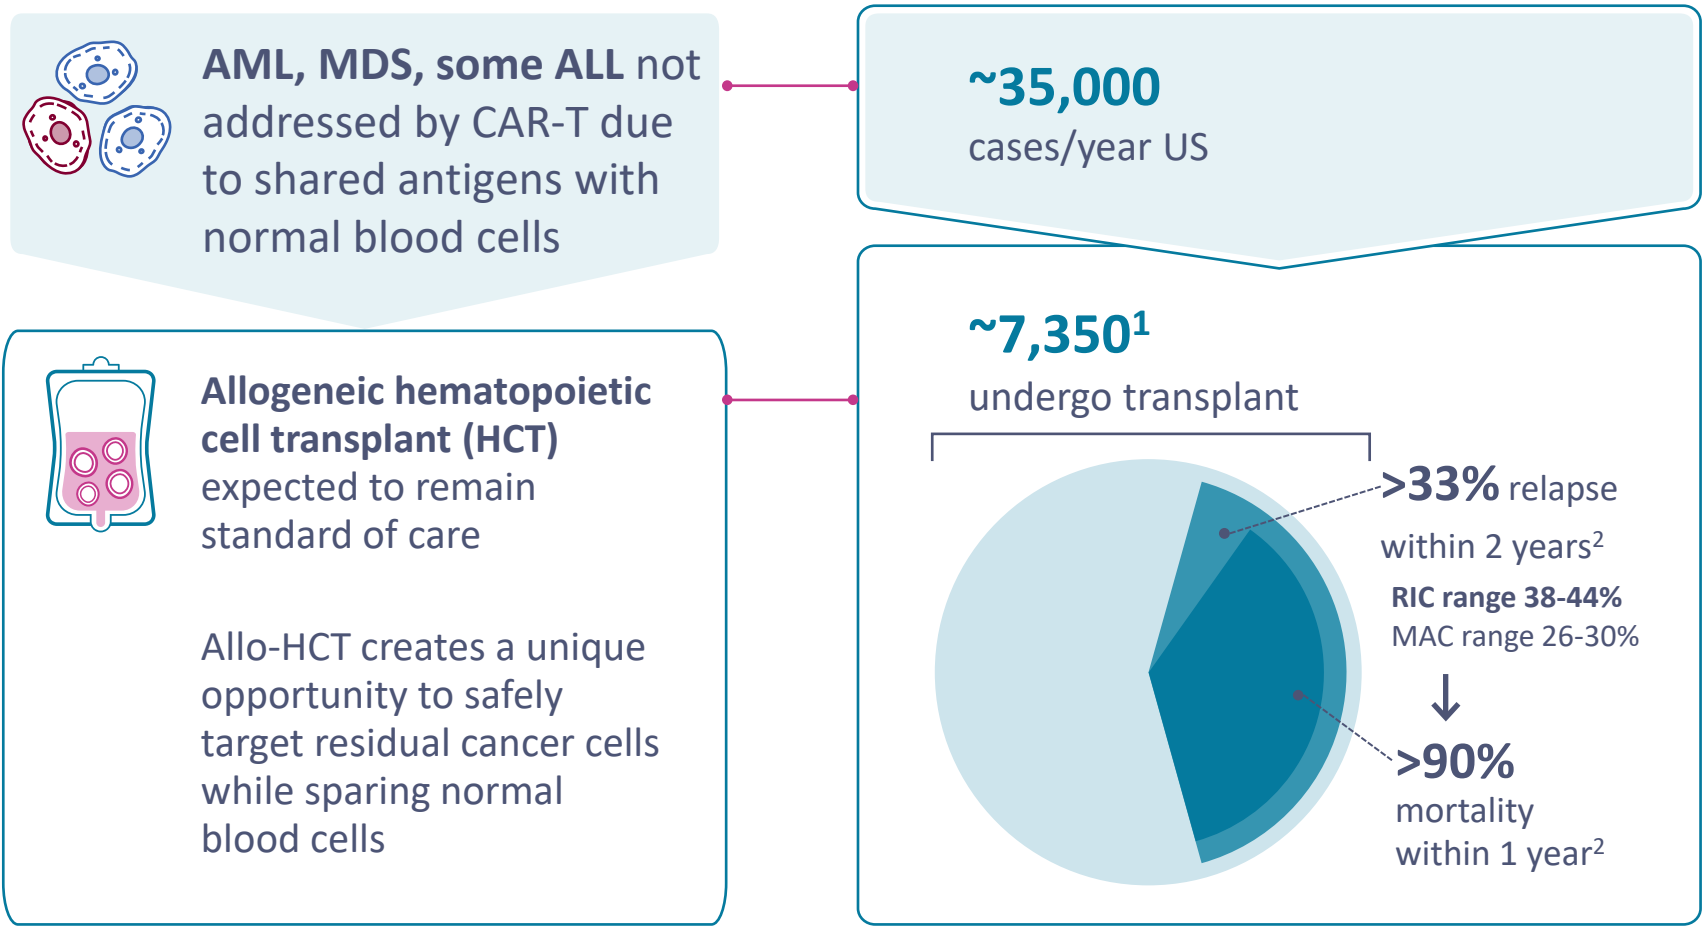 AML, MDS, some ALL not
addressed by CAR-T due
to shared antigens with
normal blood cells
~35,000
cases/year US
Allogeneic hematopoietic
cell transplant (HCT)
expected to remain
standard of care
Allo-HCT creates a unique
opportunity to safely
target residual cancer cells
while sparing normal
blood cells
~7,350¹
undergo transplant
>33% relapse
within 2 years²
RIC range 38-44%
MAC range 26-30%
>90%
mortality
within 1 year²